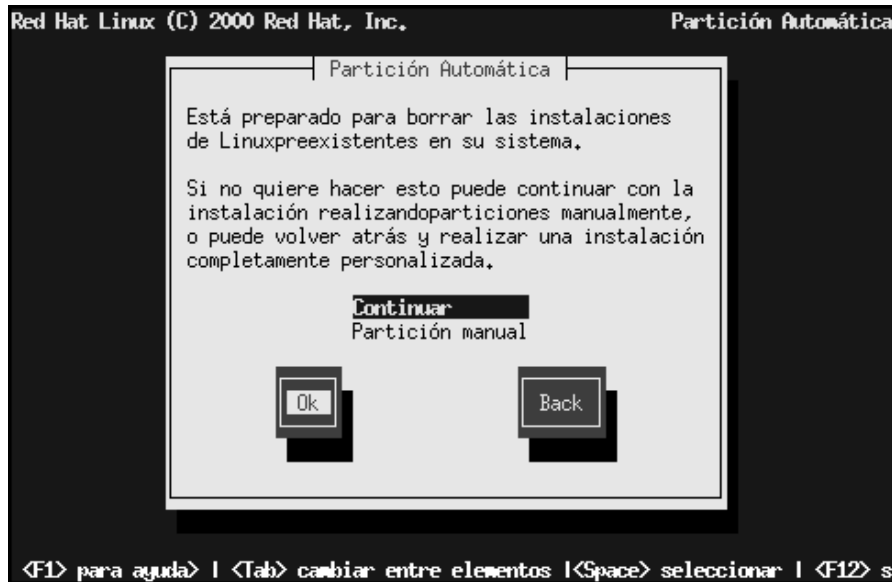 Red Hat Linux (C) 2000 Red Hat, Inc. Partición Automática
Partición Automática
Está preparado para borrar las instalaciones
de Linuxpreexistentes en su sistema.
Si no quiere hacer esto puede continuar con la
instalación realizandoparticiones manualmente,
o puede volver atrás y realizar una instalación
completamente personalizada.
Continuar
Partición manual
Ok Back
<F1> para ayuda> | <Tab> cambiar entre elementos |<Space> seleccionar | <F12> s